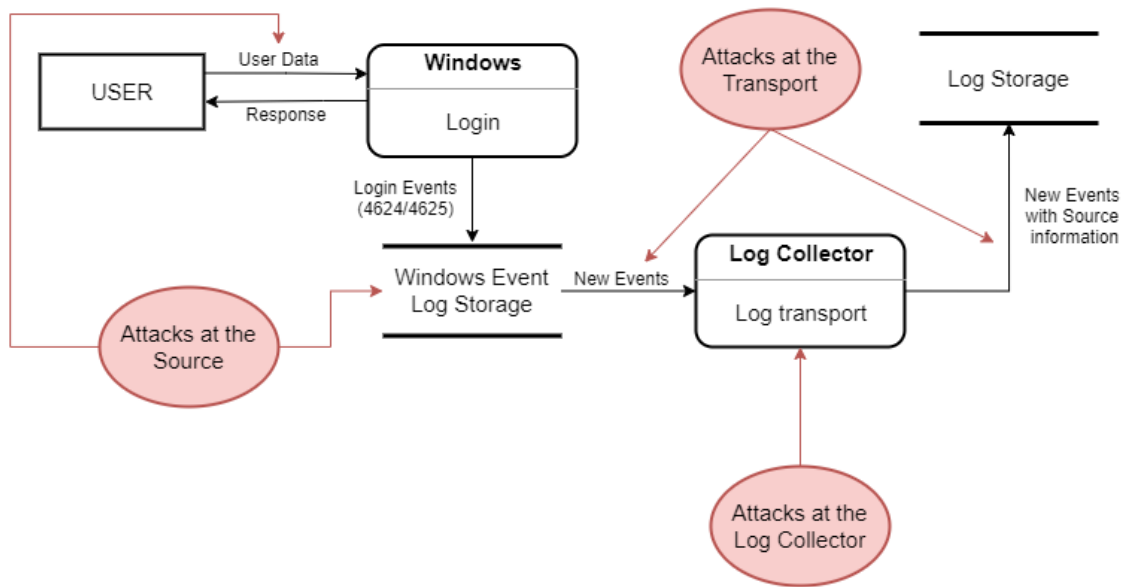 User Data
USER
Response
Windows
Login
Attacks at the
Transport
Log Storage
Login Events
(4624/4625)
New Events
with Source
information
Windows Event
Log Storage
New Events
Log Collector
Log transport
Attacks at the
Source
Attacks at the
Log Collector